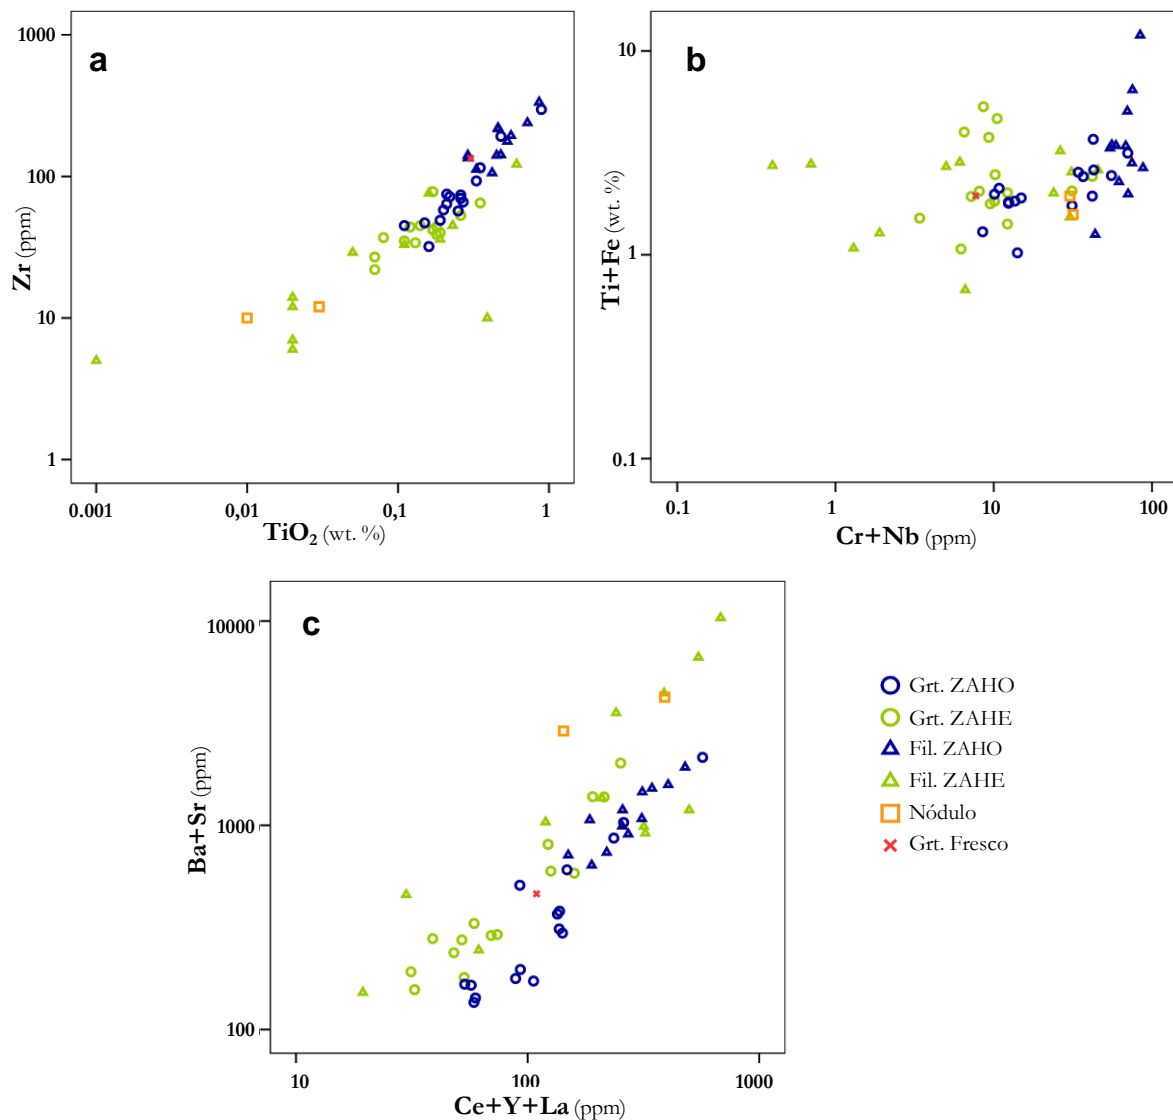 a
1000
100
10
1
Zr (ppm)
0.001
0,01
0,1
1
TiO2 (wt. %)
b
10
1
0.1
Ti+Fe (wt. %)
0.1
1
10
100
Cr+Nb (ppm)
c
10000
1000
100
Ba+Sr (ppm)
10
100
1000
Ce+Y+La (ppm)
Grt. ZAHO
Grt. ZAHE
Fil. ZAHO
Fil. ZAHE
Nódulo
Grt. Fresco